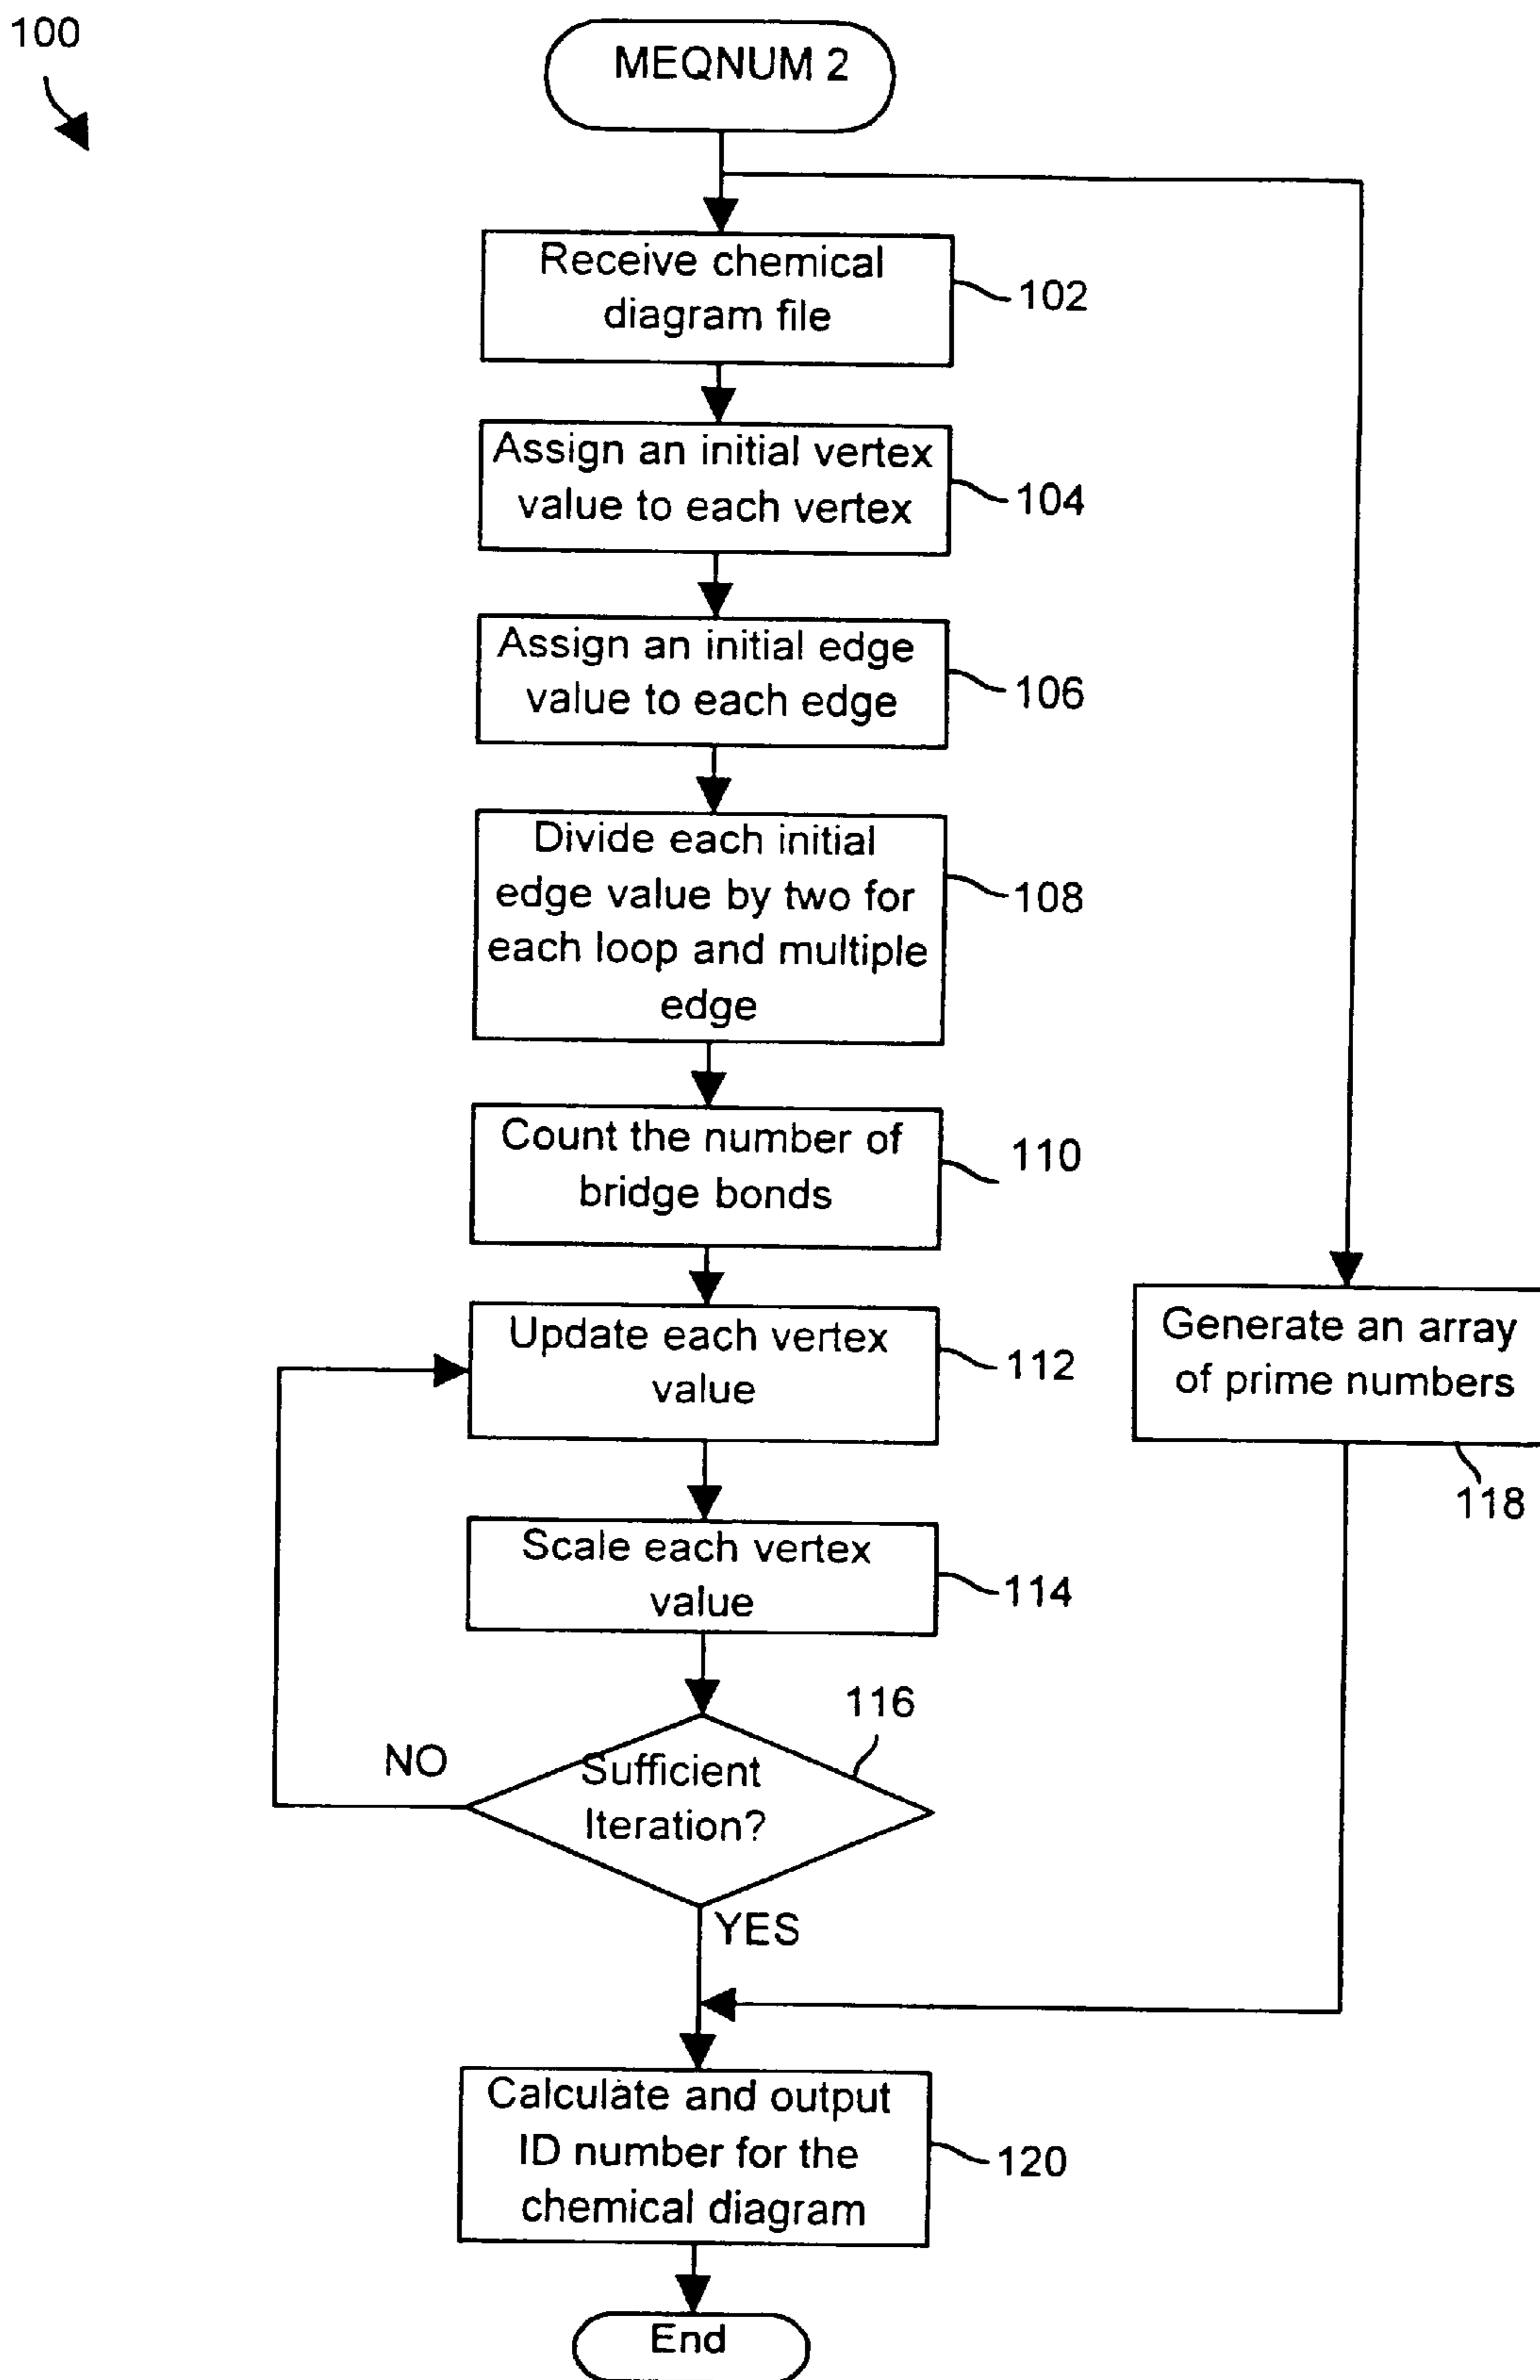 100
MEQNUM 2
Receive chemical
diagram file
102
Assign an initial vertex
value to each vertex
104
Assign an initial edge
value to each edge
106
Divide each initial
edge value by two for
each loop and multiple
edge
108
Count the number of
bridge bonds
110
Update each vertex
value
112
Generate an array
of prime numbers
118
Scale each vertex
value
114
116
NO
Sufficient
Iteration?
YES
Calculate and output
ID number for the
chemical diagram
120
End